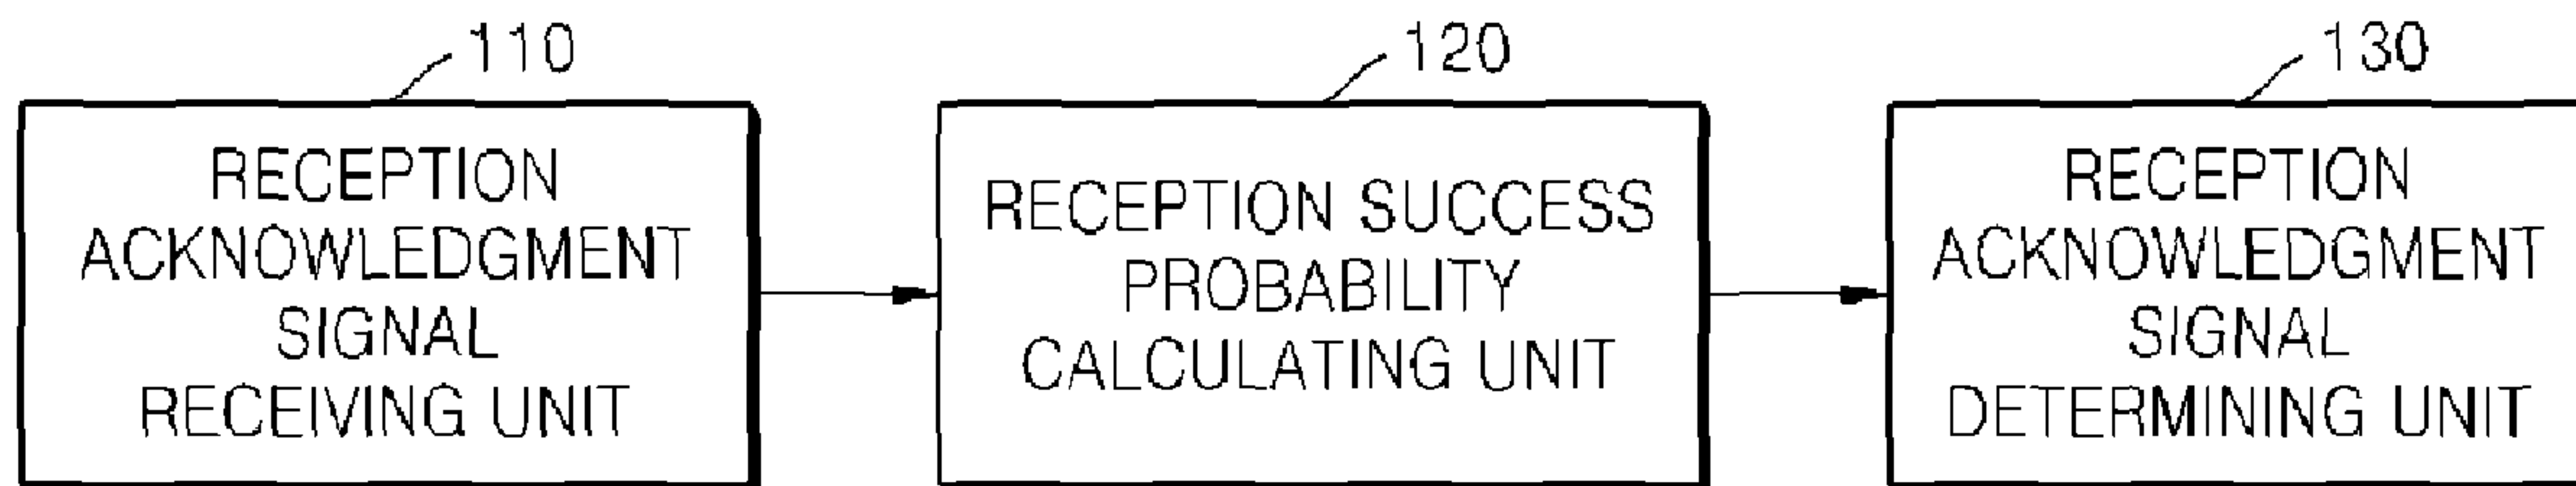 110
RECEPTION
ACKNOWLEDGMENT
SIGNAL
RECEIVING UNIT
120
RECEPTION SUCCESS
PROBABILITY
CALCULATING UNIT
130
RECEPTION
ACKNOWLEDGMENT
SIGNAL
DETERMINING UNIT